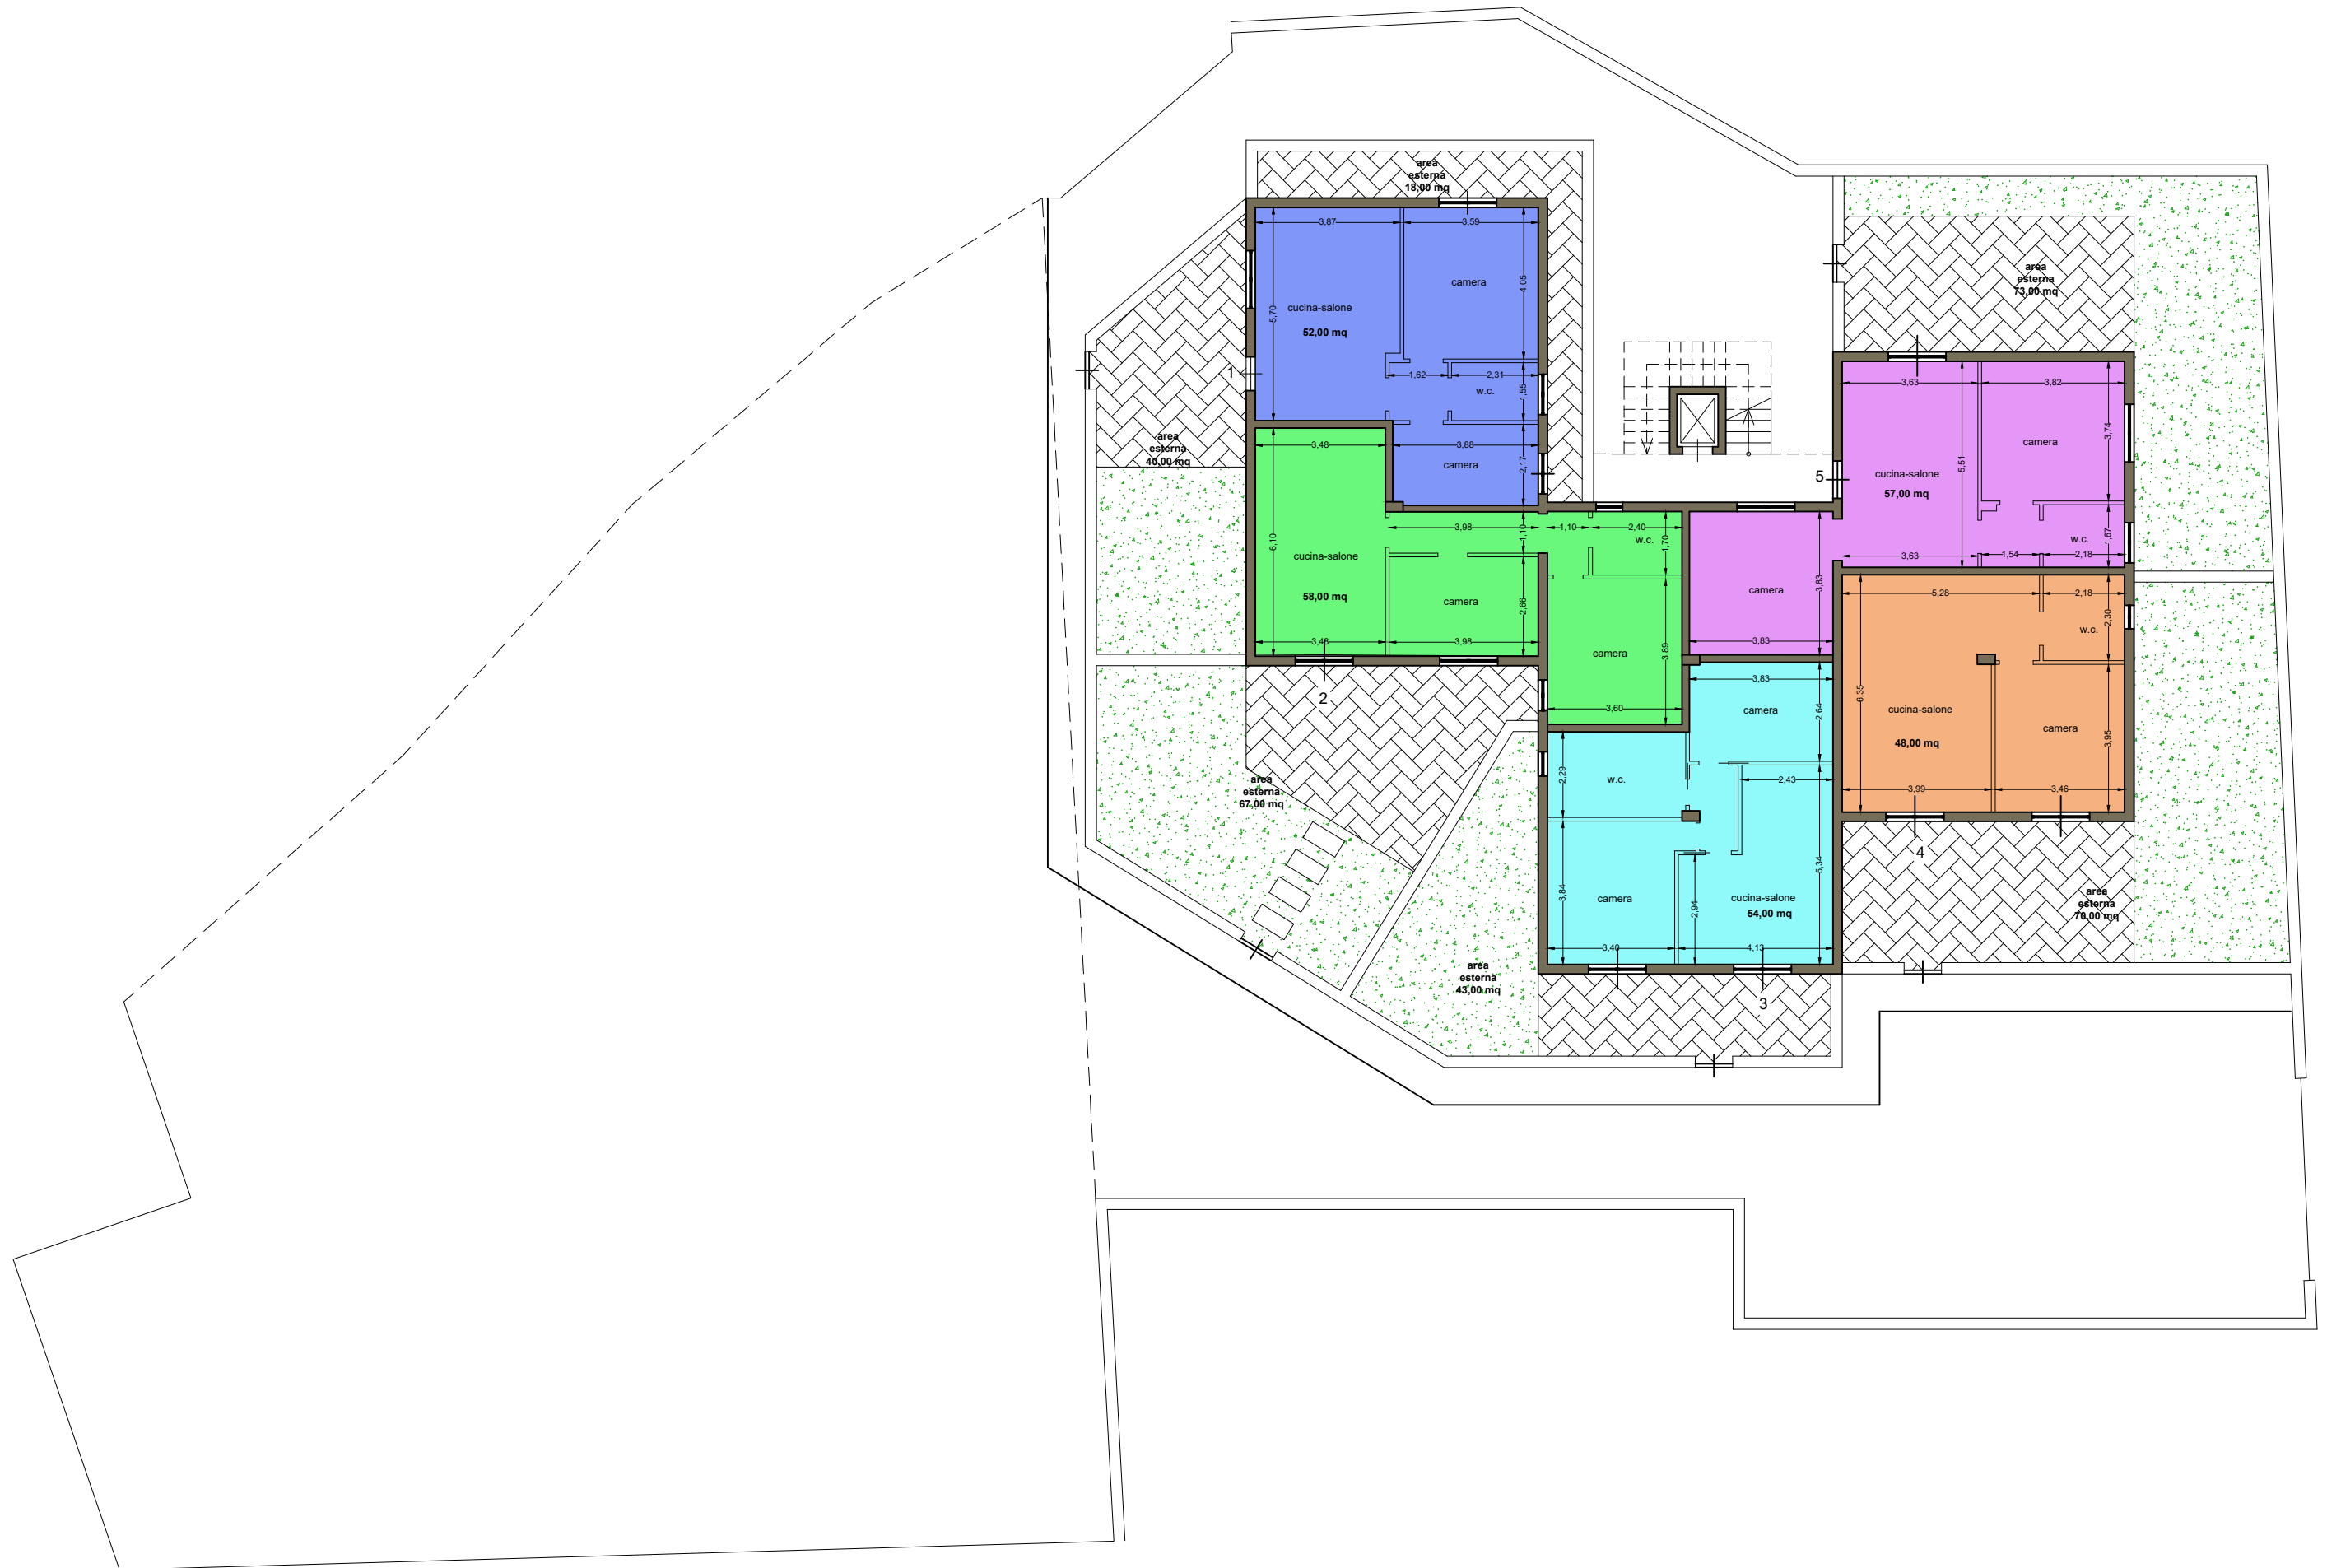 area
esterna
18,00 mq
3,87
3,59
camera
4,05
cucina-salone
5,70
52,00 mq
1
1,62
2,31
w.c.
1,55
area
esterna
40,00 mq
3,88
camera
2,17
3,48
6,10
3,98
1,10
1,10
2,40
w.c.
1,70
cucina-salone
58,00 mq
camera
2,66
3,48
3,98
camera
3,89
3,60
2
area
esterna
67,00 mq
area
esterna
73,00 mq
3,63
3,82
camera
3,74
cucina-salone
57,00 mq
5,51
5
w.c.
1,67
3,63
1,54
2,18
camera
3,83
3,83
5,28
2,18
2,30
w.c.
6,35
cucina-salone
48,00 mq
camera
3,95
3,99
3,46
4
area
esterna
70,00 mq
3,83
camera
2,64
w.c.
2,29
2,43
5,34
3,84
camera
2,94
cucina-salone
54,00 mq
3,40
4,13
3
area
esterna
43,00 mq